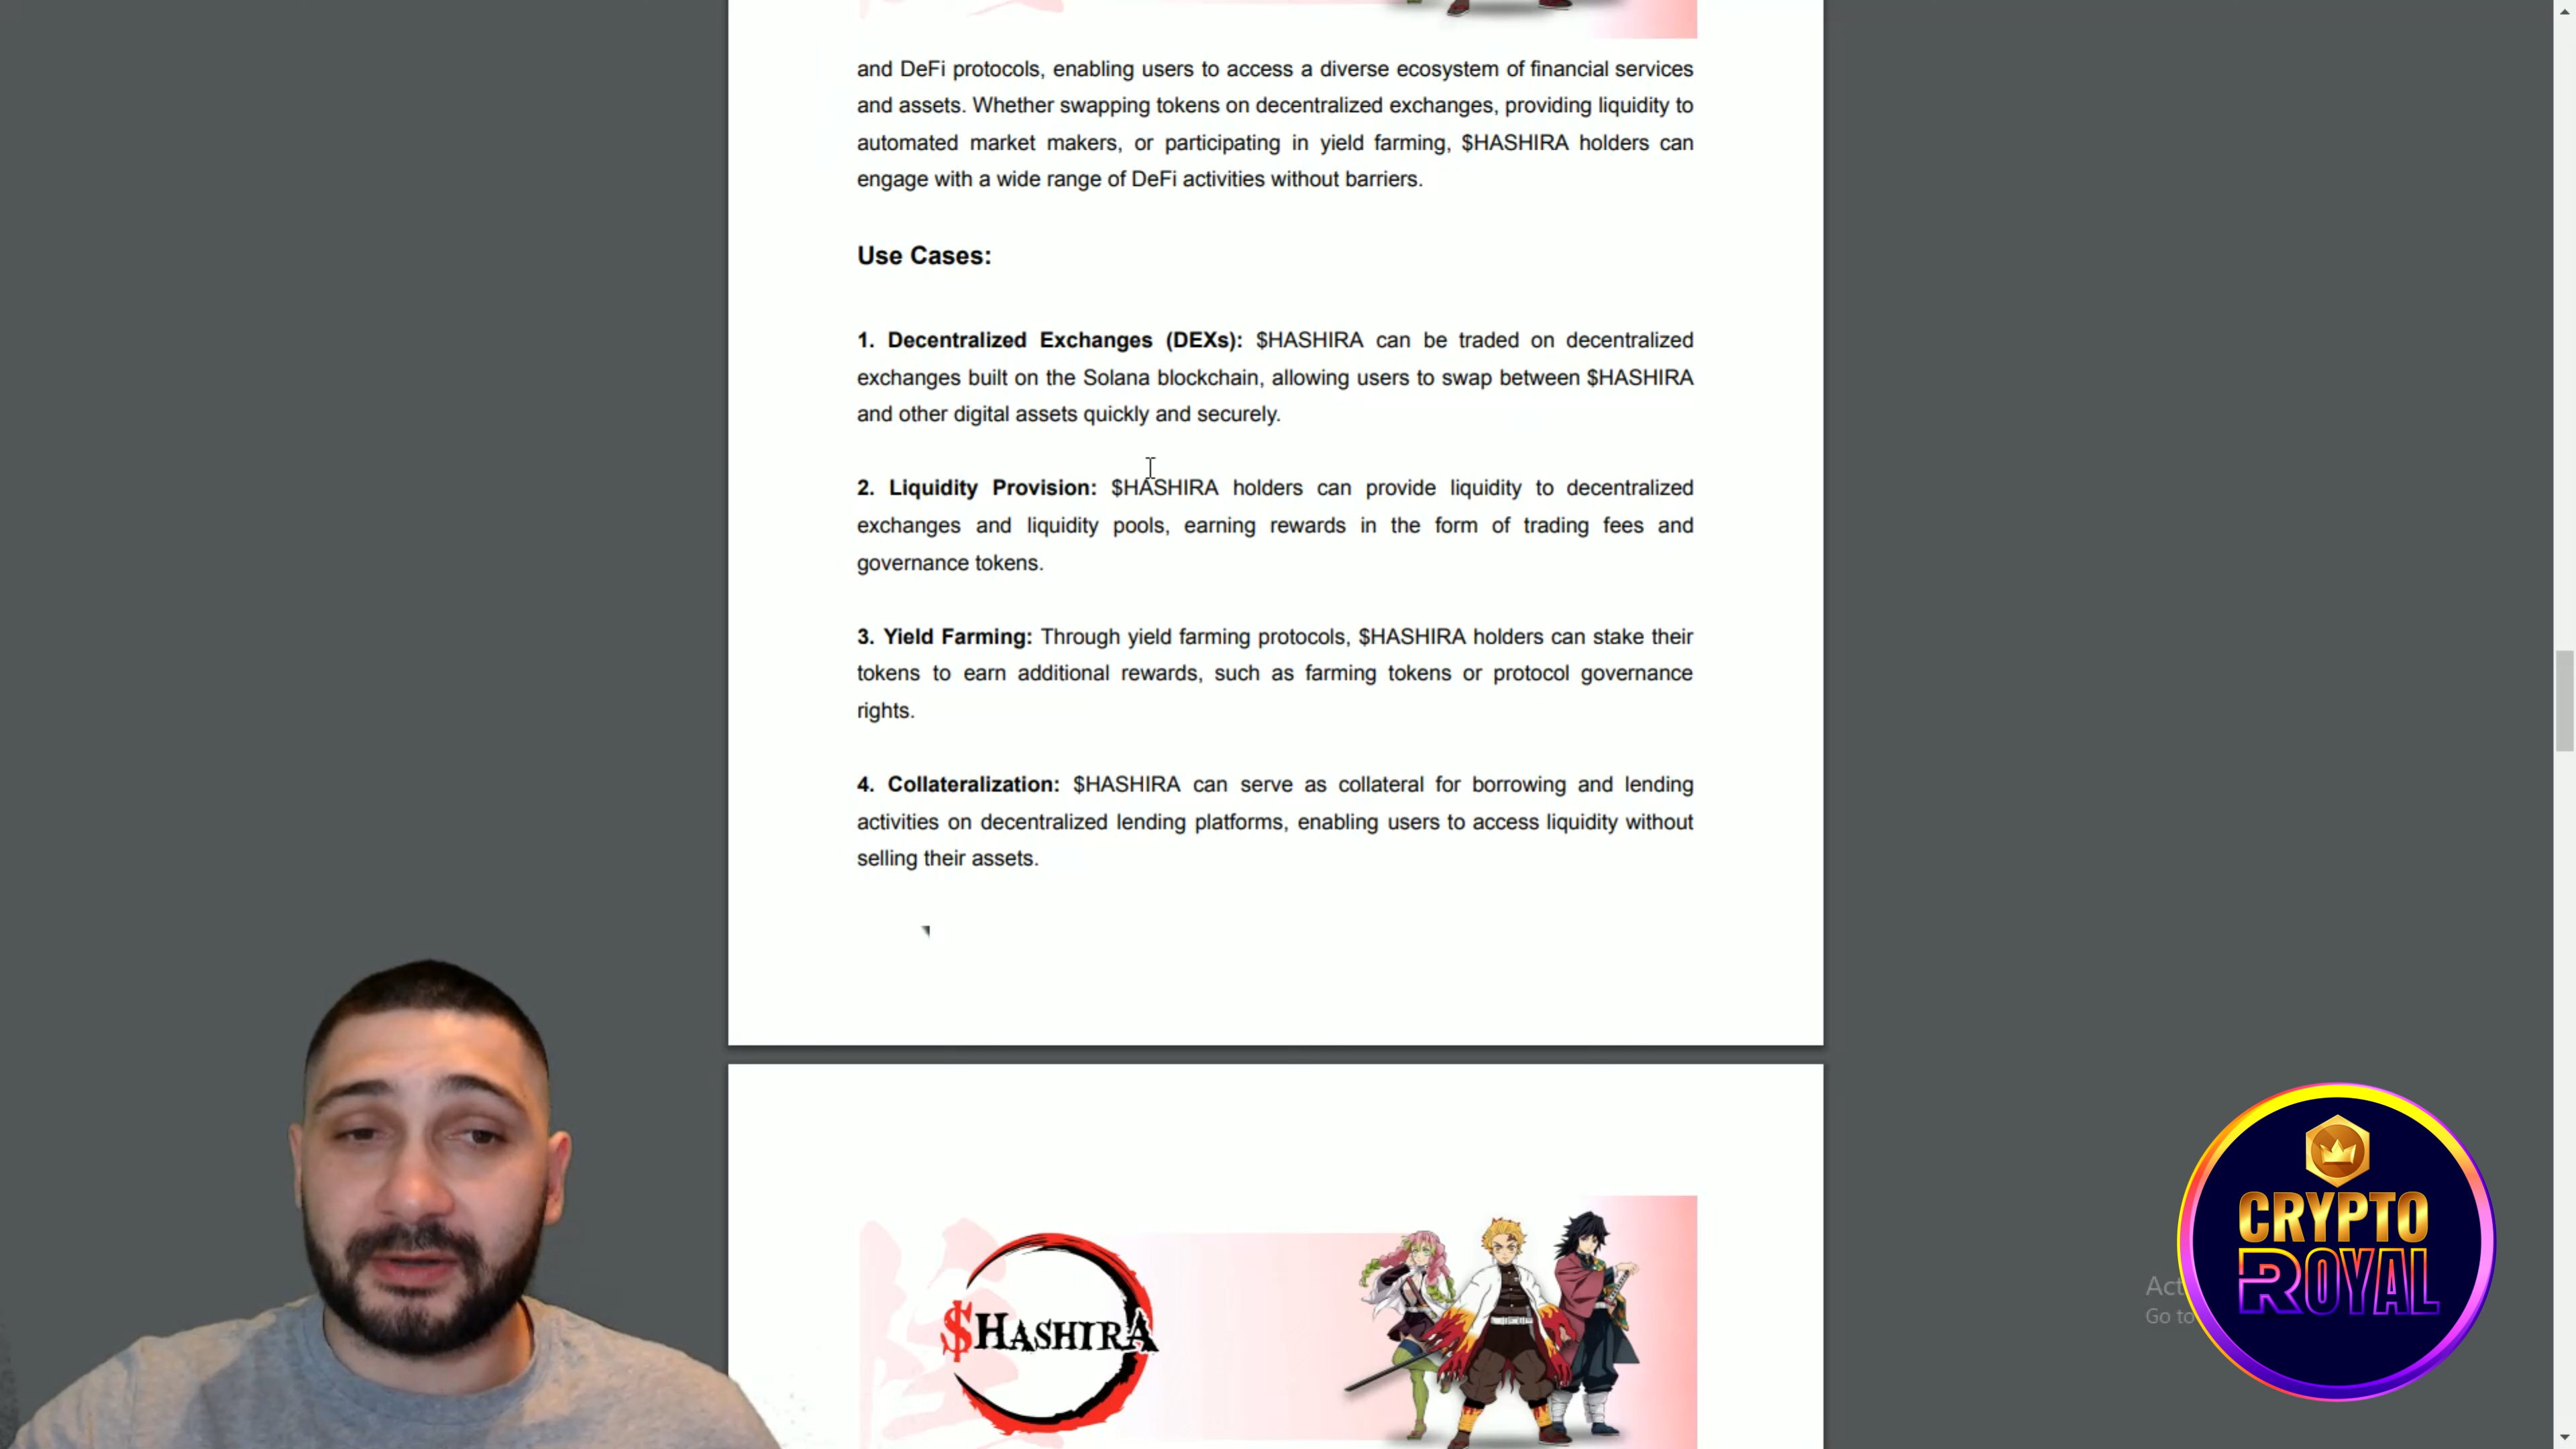 and DeFi protocols, enabling users to access a diverse ecosystem of financial services
and assets. Whether swapping tokens on decentralized exchanges, providing liquidity to
automated market makers, or participating in yield farming, $HASHIRA holders can
engage with a wide range of DeFi activities without barriers.
Use Cases:
1. Decentralized Exchanges (DEXs): $HASHIRA can be traded on decentralized
exchanges built on the Solana blockchain, allowing users to swap between $HASHIRA
and other digital assets quickly and securely.
2. Liquidity Provision: $HASHIRA holders can provide liquidity to decentralized
exchanges and liquidity pools, earning rewards in the form of trading fees and
governance tokens.
3. Yield Farming: Through yield farming protocols, $HASHIRA holders can stake their
tokens to earn additional rewards, such as farming tokens or protocol governance
rights.
4. Collateralization: $HASHIRA can serve as collateral for borrowing and lending
activities on decentralized lending platforms, enabling users to access liquidity without
selling their assets.
$HASHIRA
CRYPTO
ROYAL
Act
Go to